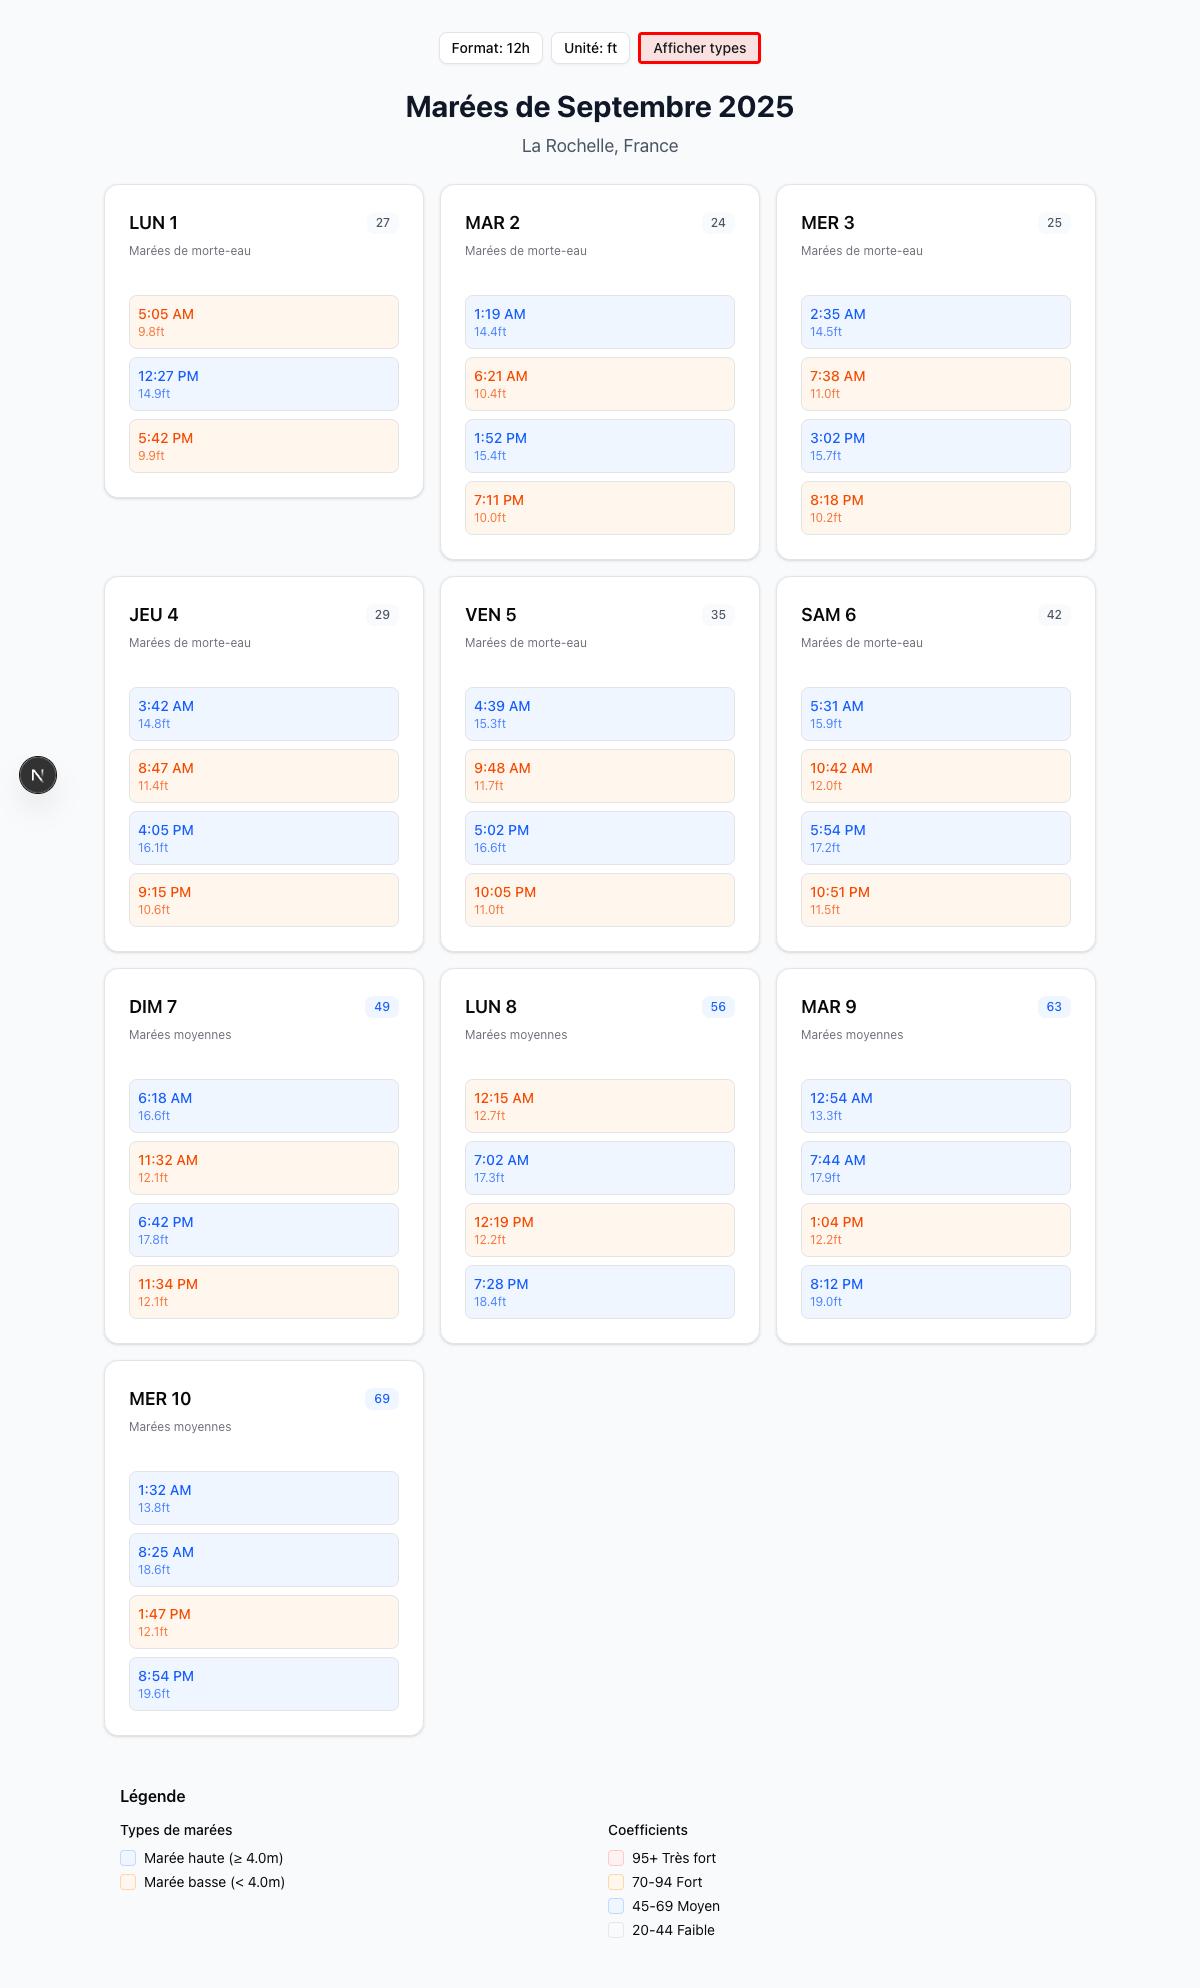 Format: 12h
Unité: ft
Afficher types
Marées de Septembre 2025
La Rochelle, France
LUN 1
27
Marées de morte-eau
5:05 AM
9.8ft
12:27 PM
14.9ft
5:42 PM
9.9ft
MAR 2
24
Marées de morte-eau
1:19 AM
14.4ft
6:21 AM
10.4ft
1:52 PM
15.4ft
7:11 PM
10.0ft
MER 3
25
Marées de morte-eau
2:35 AM
14.5ft
7:38 AM
11.0ft
3:02 PM
15.7ft
8:18 PM
10.2ft
JEU 4
29
Marées de morte-eau
3:42 AM
14.8ft
8:47 AM
11.4ft
4:05 PM
16.1ft
9:15 PM
10.6ft
VEN 5
35
Marées de morte-eau
4:39 AM
15.3ft
9:48 AM
11.7ft
5:02 PM
16.6ft
10:05 PM
11.0ft
SAM 6
42
Marées de morte-eau
5:31 AM
15.9ft
10:42 AM
12.0ft
5:54 PM
17.2ft
10:51 PM
11.5ft
N
DIM 7
49
Marées moyennes
6:18 AM
16.6ft
11:32 AM
12.1ft
6:42 PM
17.8ft
11:34 PM
12.1ft
LUN 8
56
Marées moyennes
12:15 AM
12.7ft
7:02 AM
17.3ft
12:19 PM
12.2ft
7:28 PM
18.4ft
MAR 9
63
Marées moyennes
12:54 AM
13.3ft
7:44 AM
17.9ft
1:04 PM
12.2ft
8:12 PM
19.0ft
MER 10
69
Marées moyennes
1:32 AM
13.8ft
8:25 AM
18.6ft
1:47 PM
12.1ft
8:54 PM
19.6ft
Légende
Types de marées
Marée haute (≥ 4.0m)
Marée basse (< 4.0m)
Coefficients
95+ Très fort
70-94 Fort
45-69 Moyen
20-44 Faible